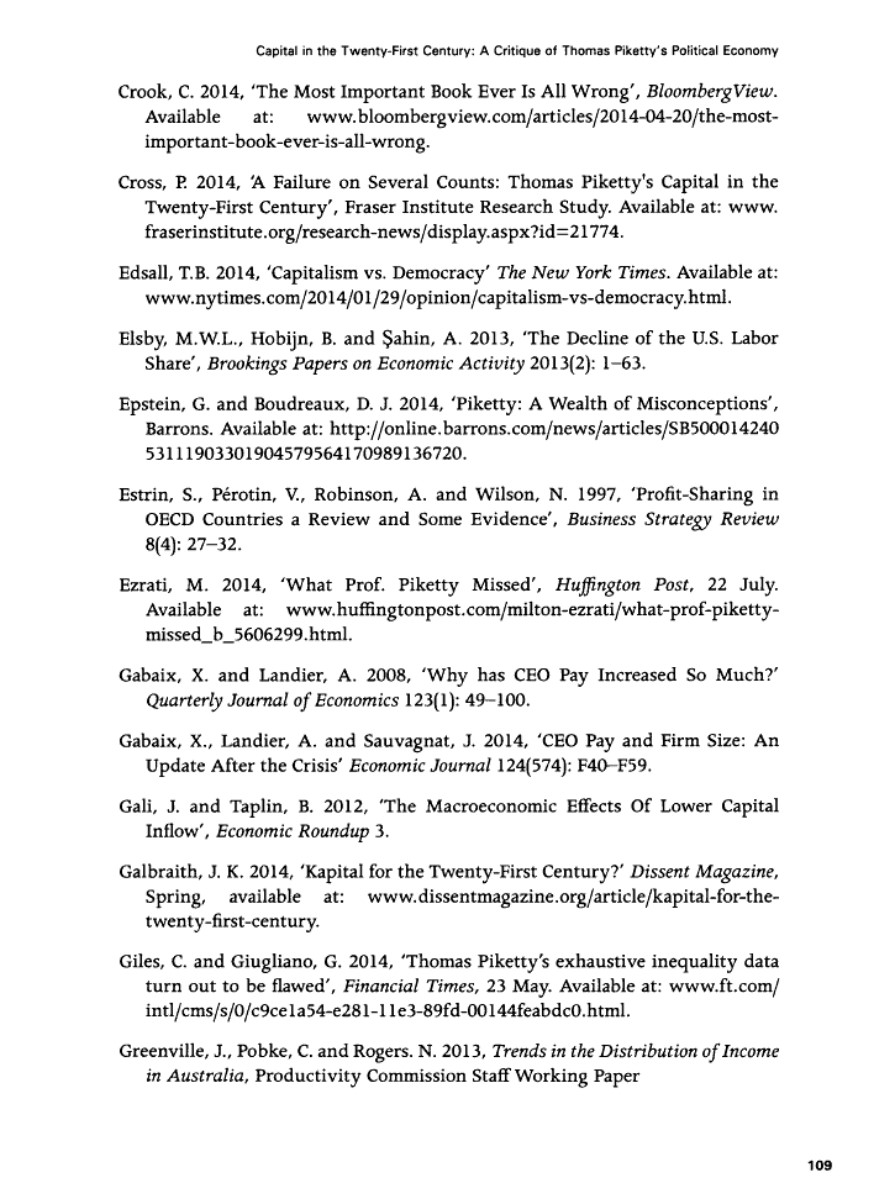 Capital in the Twenty-First Century: A Critique of Thomas Piketty's Political Economy
Crook, C. 2014, ‘The Most Important Book Ever Is All Wrong’, BloombergView.
Available at: www.bloombergview.com/articles/2014-04-20/the-most-
important-book-ever-is-all-wrong.
Cross, P. 2014, ‘A Failure on Several Counts: Thomas Piketty's Capital in the
Twenty-First Century’, Fraser Institute Research Study. Available at: www.
fraserinstitute.org/research-news/display.aspx?id=21774.
Edsall, T.B. 2014, ‘Capitalism vs. Democracy’ The New York Times. Available at:
www.nytimes.com/2014/01/29/opinion/capitalism-vs-democracy.html.
Elsby, M.W.L., Hobijn, B. and Şahin, A. 2013, ‘The Decline of the U.S. Labor
Share’, Brookings Papers on Economic Activity 2013(2): 1–63.
Epstein, G. and Boudreaux, D. J. 2014, ‘Piketty: A Wealth of Misconceptions’,
Barrons. Available at: http://online.barrons.com/news/articles/SB500014240
53111903301904579564170989136720.
Estrin, S., Pérotin, V., Robinson, A. and Wilson, N. 1997, ‘Profit-Sharing in
OECD Countries a Review and Some Evidence’, Business Strategy Review
8(4): 27–32.
Ezrati, M. 2014, ‘What Prof. Piketty Missed’, Huffington Post, 22 July.
Available at: www.huffingtonpost.com/milton-ezrati/what-prof-piketty-
missed_b_5606299.html.
Gabaix, X. and Landier, A. 2008, ‘Why has CEO Pay Increased So Much?’
Quarterly Journal of Economics 123(1): 49–100.
Gabaix, X., Landier, A. and Sauvagnat, J. 2014, ‘CEO Pay and Firm Size: An
Update After the Crisis’ Economic Journal 124(574): F40–F59.
Gali, J. and Taplin, B. 2012, ‘The Macroeconomic Effects Of Lower Capital
Inflow’, Economic Roundup 3.
Galbraith, J. K. 2014, ‘Kapital for the Twenty-First Century?’ Dissent Magazine,
Spring, available at: www.dissentmagazine.org/article/kapital-for-the-
twenty-first-century.
Giles, C. and Giugliano, G. 2014, ‘Thomas Piketty’s exhaustive inequality data
turn out to be flawed’, Financial Times, 23 May. Available at: www.ft.com/
intl/cms/s/0/c9ce1a54-e281-11e3-89fd-00144feabdc0.html.
Greenville, J., Pobke, C. and Rogers. N. 2013, Trends in the Distribution of Income
in Australia, Productivity Commission Staff Working Paper
109